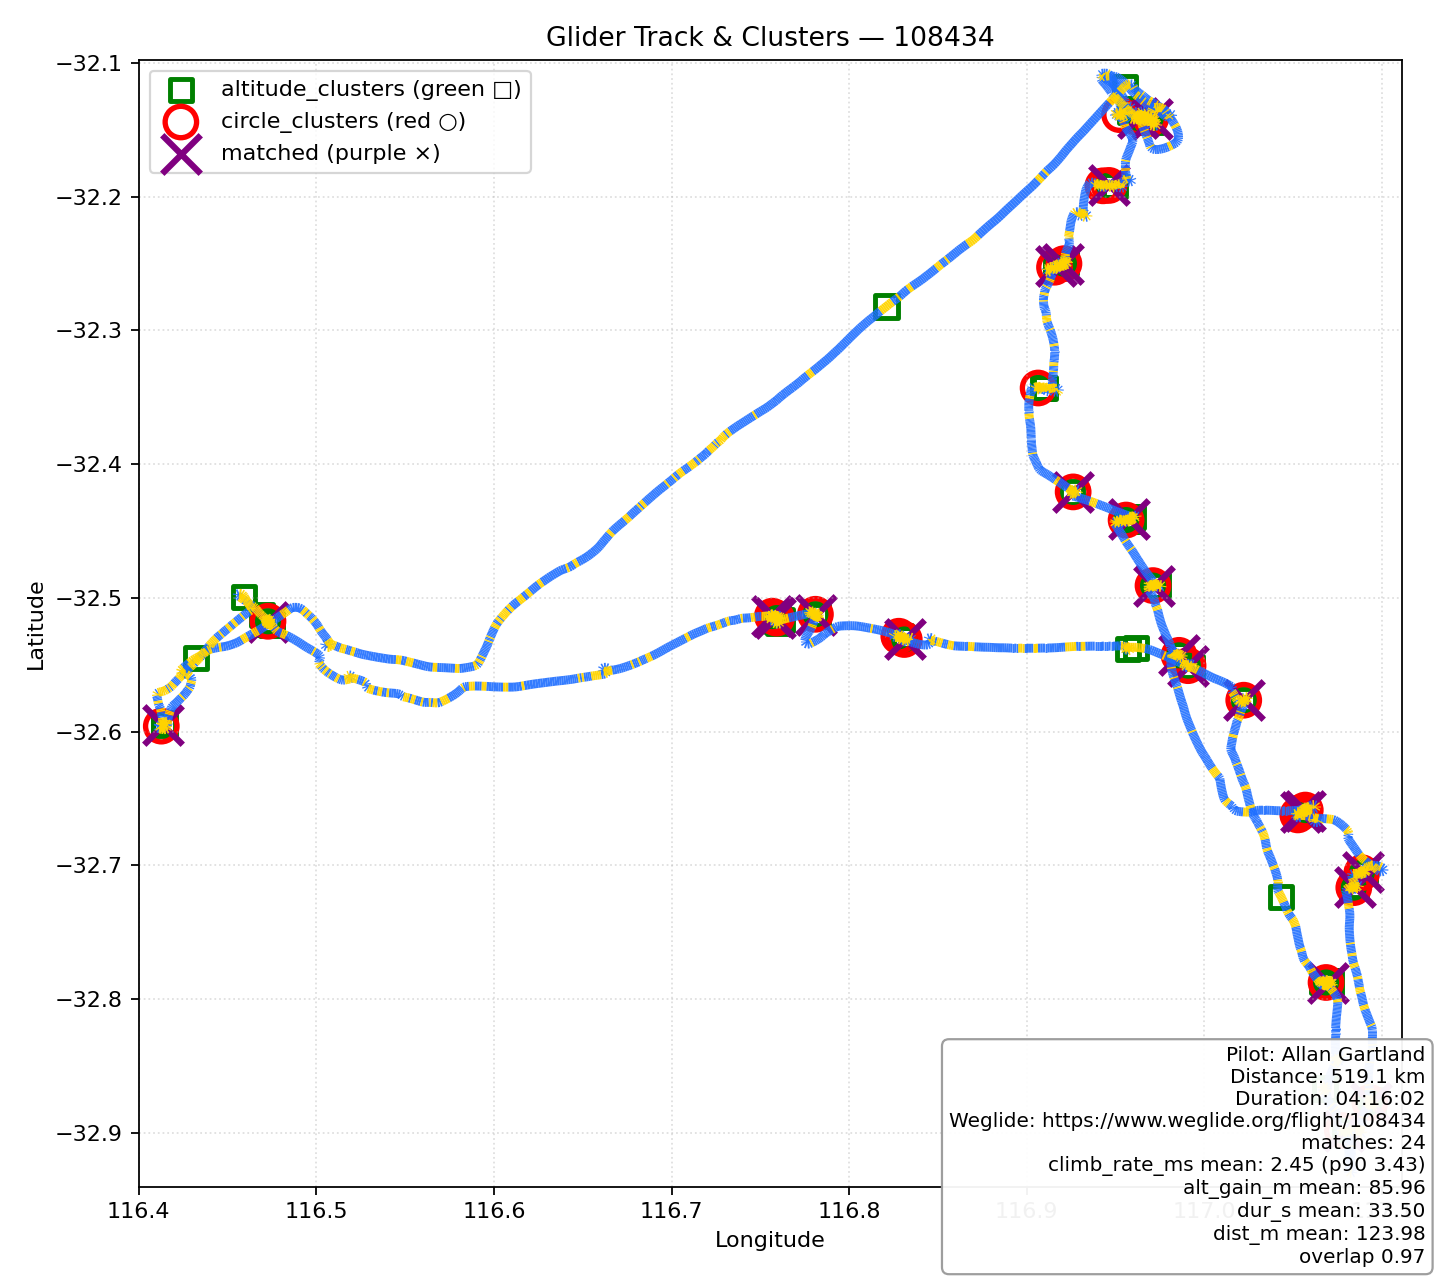 Glider Track & Clusters — 108434
altitude_clusters (green □)
circle_clusters (red ○)
matched (purple ×)
Latitude
−32.1
−32.2
−32.3
−32.4
−32.5
−32.6
−32.7
−32.8
−32.9
116.4
116.5
116.6
116.7
116.8
116.9
117.0
Longitude
Pilot: Allan Gartland
Distance: 519.1 km
Duration: 04:16:02
Weglide: https://www.weglide.org/flight/108434
matches: 24
climb_rate_ms mean: 2.45 (p90 3.43)
alt_gain_m mean: 85.96
dur_s mean: 33.50
dist_m mean: 123.98
overlap 0.97